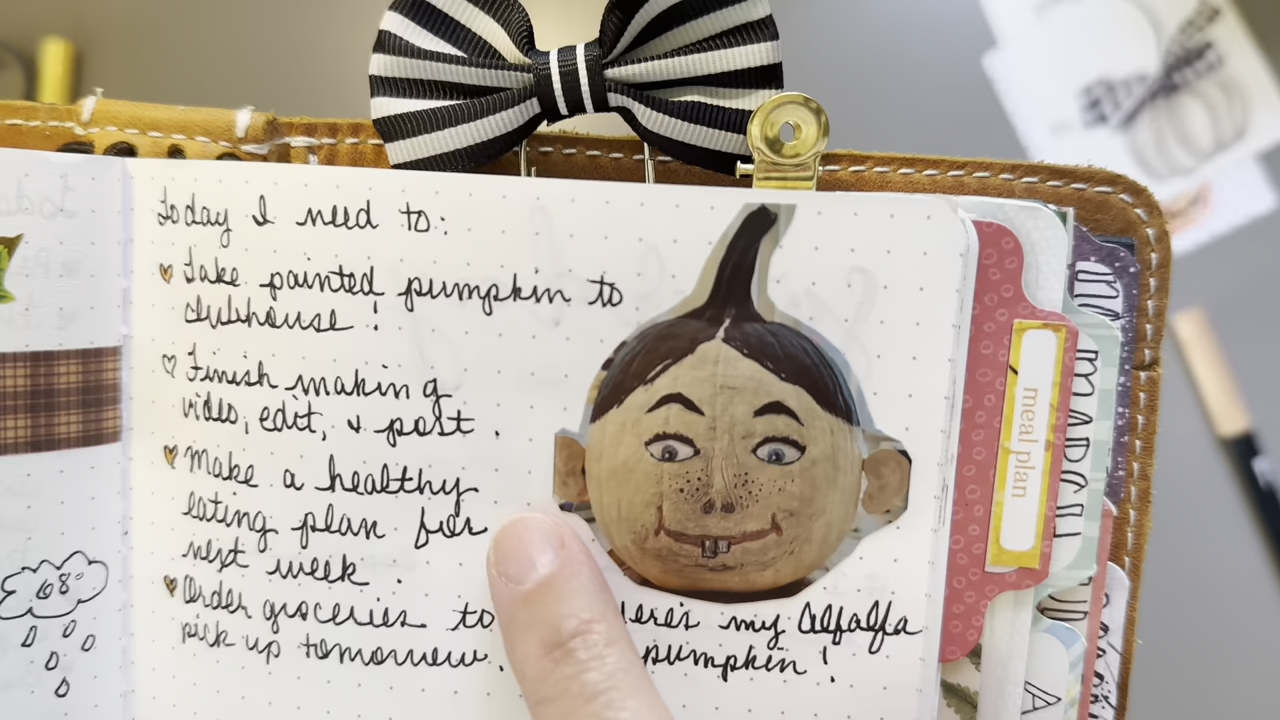 Today I need to:
Take painted pumpkin to
clubhouse!
Finish making
video, edit, & post.
Make a healthy
eating plan for
next week.
Order groceries to
pick up tomorrow.
my Alfalfa
pumpkin!
68°
meal plan
MARCH
A